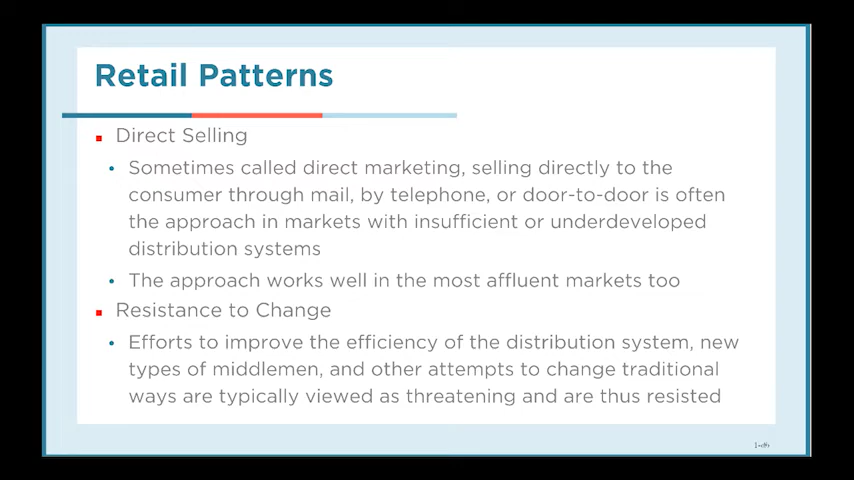 Retail Patterns
Direct Selling
Sometimes called direct marketing, selling directly to the
consumer through mail, by telephone, or door-to-door is often
the approach in markets with insufficient or underdeveloped
distribution systems
The approach works well in the most affluent markets too
Resistance to Change
Efforts to improve the efficiency of the distribution system, new
types of middlemen, and other attempts to change traditional
ways are typically viewed as threatening and are thus resisted